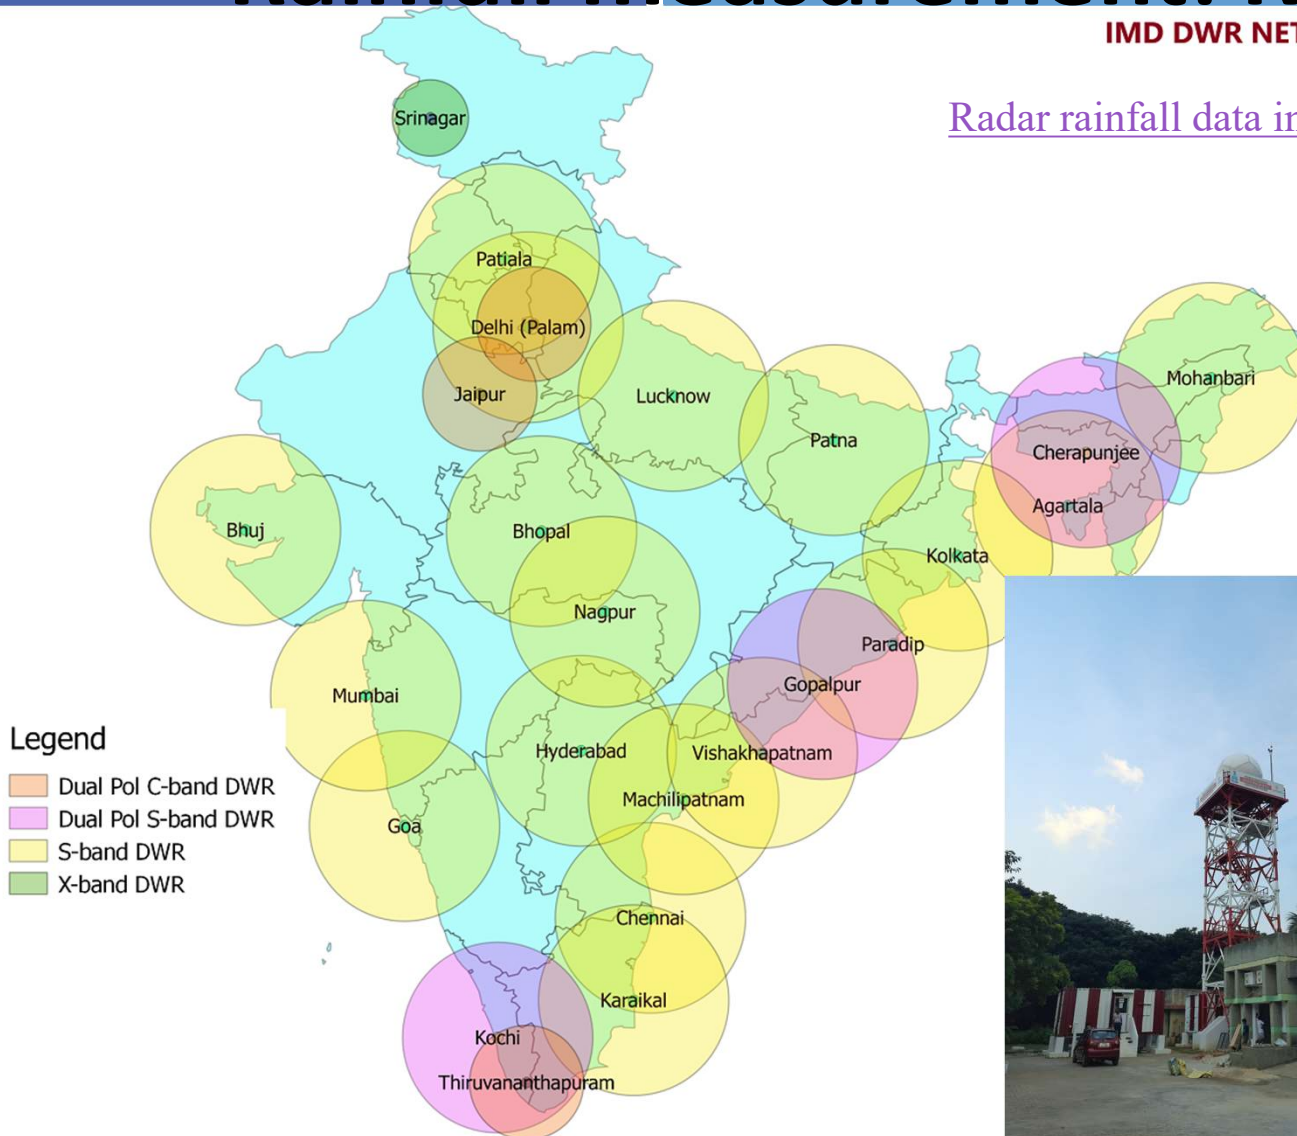 IMD DWR NET
Radar rainfall data in
Srinagar
Patiala
Delhi (Palam)
Jaipur
Lucknow
Mohanbari
Patna
Cherapunjee
Agartala
Bhuj
Bhopal
Kolkata
Nagpur
Paradip
Gopalpur
Mumbai
Hyderabad
Vishakhapatnam
Machilipatnam
Goa
Chennai
Karaikal
Kochi
Thiruvananthapuram
Legend
Dual Pol C-band DWR
Dual Pol S-band DWR
S-band DWR
X-band DWR